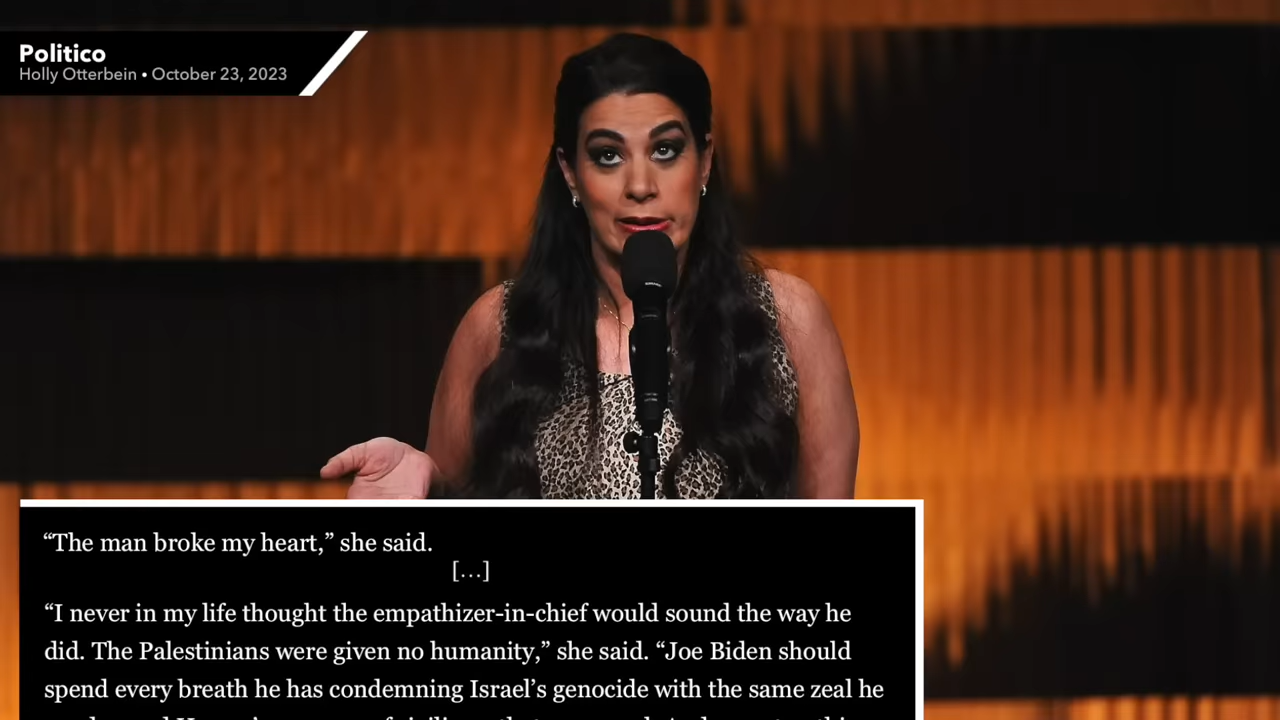 Politico
Holly Otterbein • October 23, 2023
“The man broke my heart,” she said.
[…]
“I never in my life thought the empathizer-in-chief would sound the way he
did. The Palestinians were given no humanity,” she said. “Joe Biden should
spend every breath he has condemning Israel’s genocide with the same zeal he